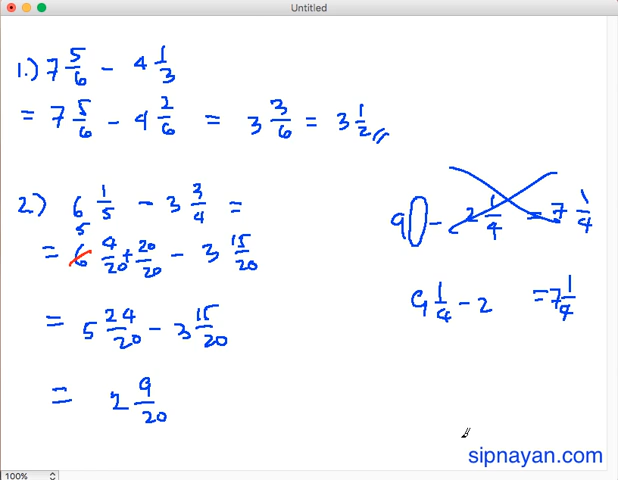 Untitled
1.) 7 5/6 - 4 1/3
= 7 5/6 - 4 2/6 = 3 3/6 = 3 1/2 //
2.) 6 1/5 - 3 3/4 =
5
= 6 4/20 + 20/20 - 3 15/20
= 5 24/20 - 3 15/20
= 2 9/20
9 - 2 1/4 = 7 1/4
9 1/4 - 2 = 7 1/4
sipnayan.com
100%